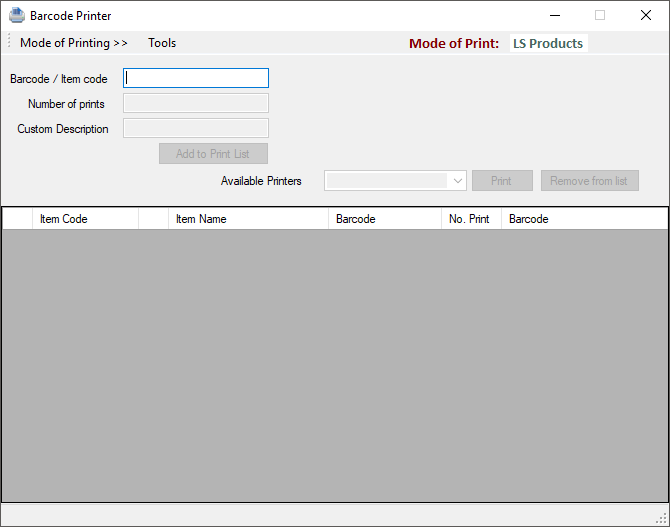 Barcode Printer
Mode of Printing >> Tools Mode of Print: LS Products
Barcode / Item code
Number of prints
Custom Description
Add to Print List
Available Printers Print Remove from list
Item Code Item Name Barcode No. Print Barcode